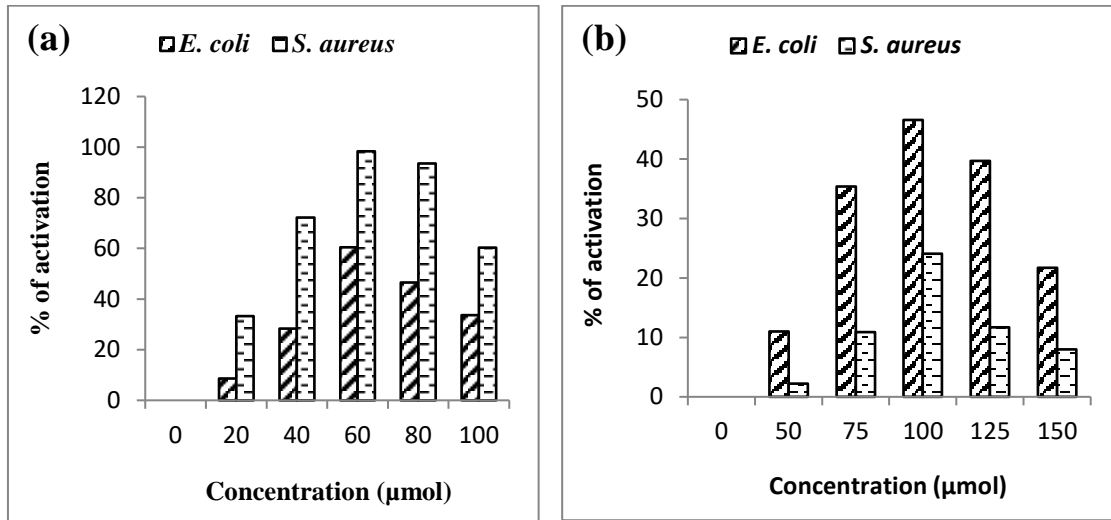 (a)
E. coli S. aureus
% of activation
120
100
80
60
40
20
0
0 20 40 60 80 100
Concentration (µmol)
(b)
E. coli S. aureus
% of activation
50
40
30
20
10
0
0 50 75 100 125 150
Concentration (µmol)